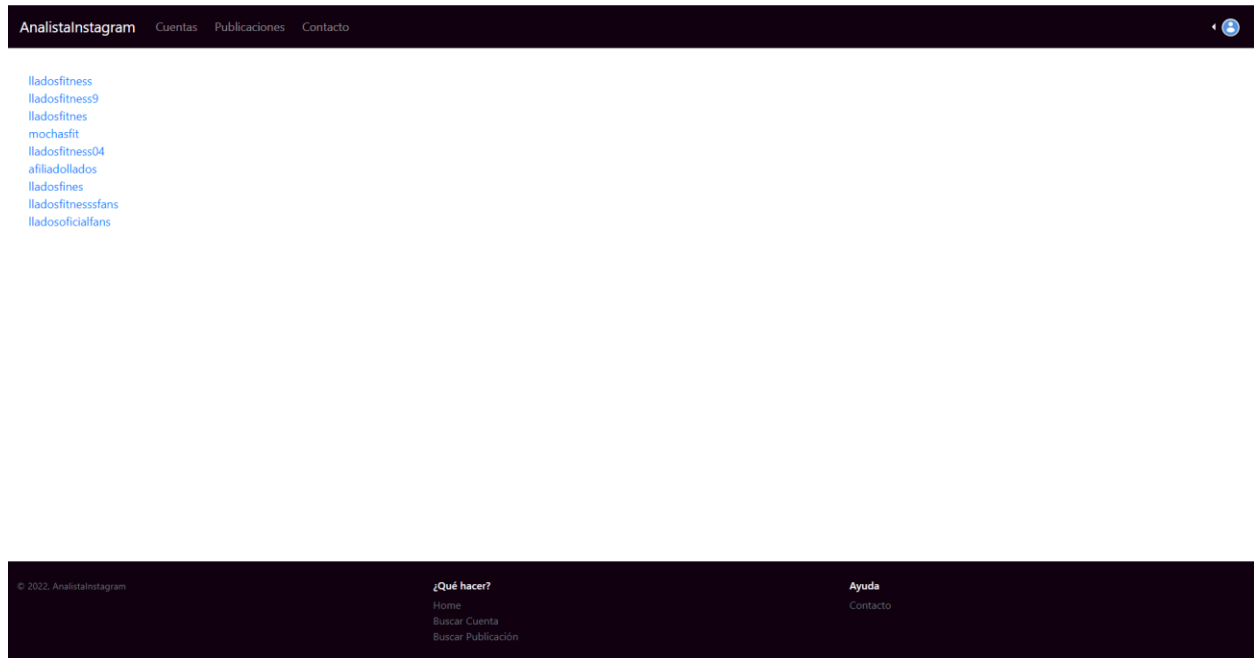 AnalistaInstagram Cuentas Publicaciones Contacto
lladosfitness
lladosfitness9
lladosfitnes
mochasfit
lladosfitness04
afiliadollados
lladosfines
lladosfitnesssfans
lladosoficialfans
© 2022. AnalistaInstagram
¿Qué hacer?
Home
Buscar Cuenta
Buscar Publicación
Ayuda
Contacto